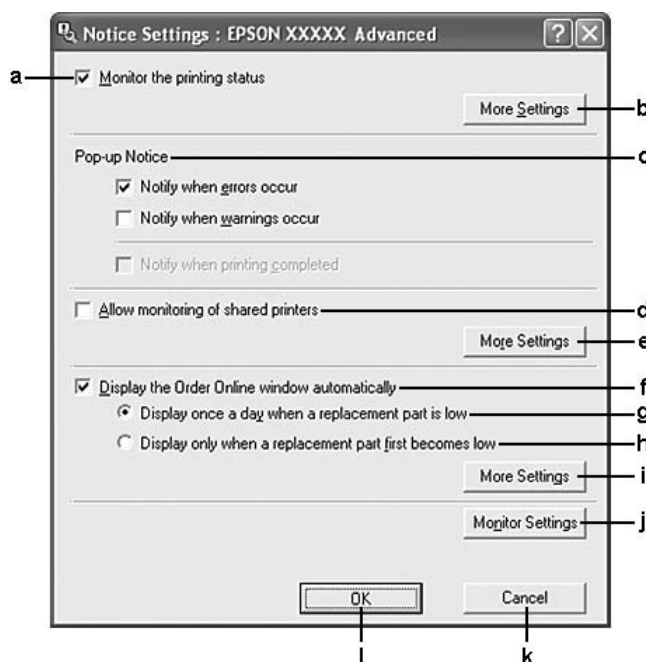 Notice Settings : EPSON XXXXX Advanced
a
Monitor the printing status
More Settings
b
Pop-up Notice
Notify when errors occur
Notify when warnings occur
Notify when printing completed
Allow monitoring of shared printers
d
More Settings
e
Display the Order Online window automatically
f
Display once a day when a replacement part is low
g
Display only when a replacement part first becomes low
h
More Settings
i
Monitor Settings
j
OK
Cancel
l
k